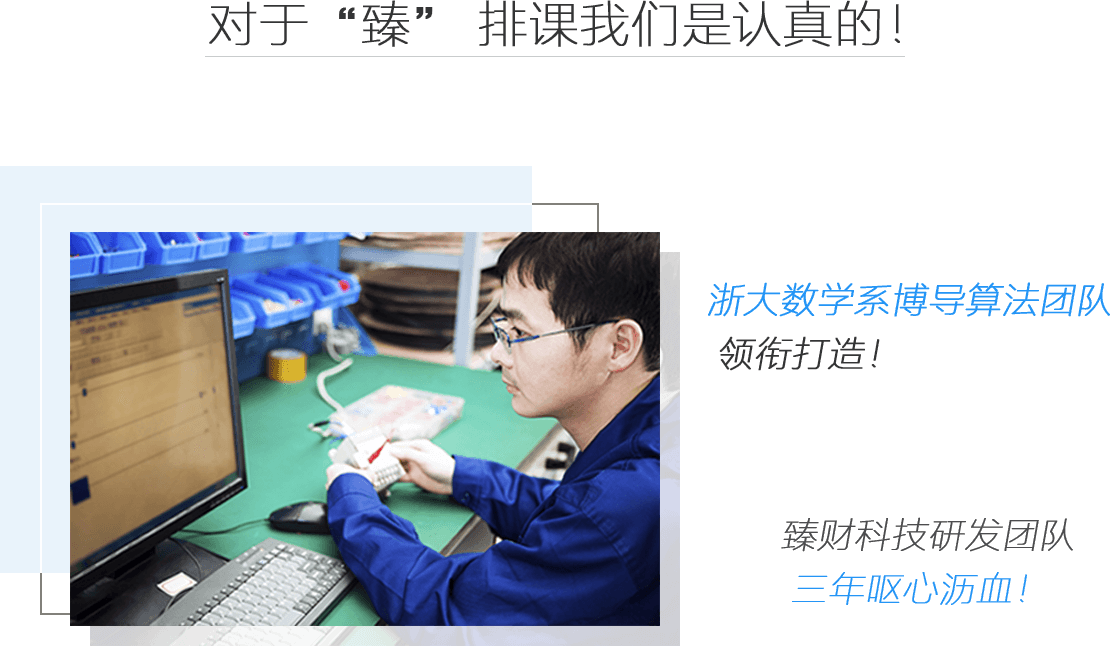 对于“臻” 排课我们是认真的！
浙大数学系博导算法团队
领衔打造！
臻财科技研发团队
三年呕心沥血！